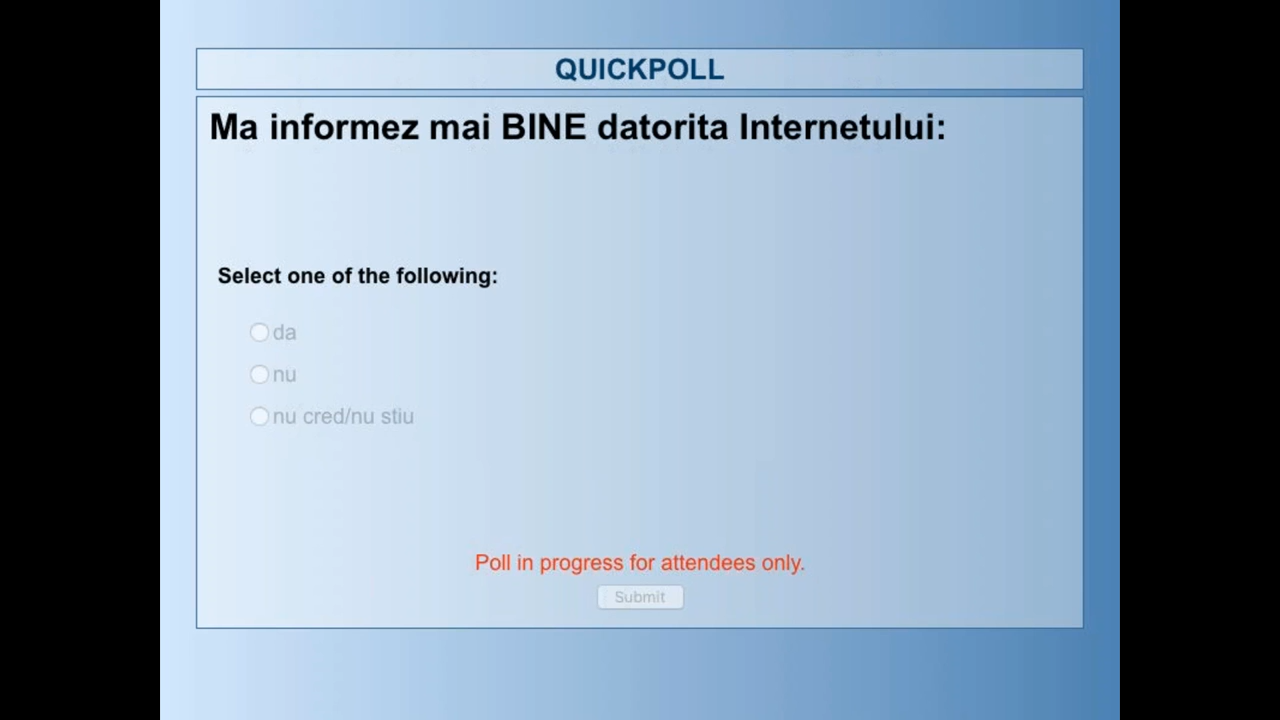 QUICKPOLL
Ma informez mai BINE datorita Internetului:
Select one of the following:
da
nu
nu cred/nu stiu
Poll in progress for attendees only.
Submit